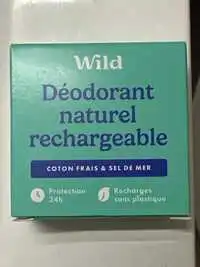 Wild
Déodorant
naturel
rechargeable
COTON FRAIS & SEL DE MER
Protection
24h
Recharges
sans plastique